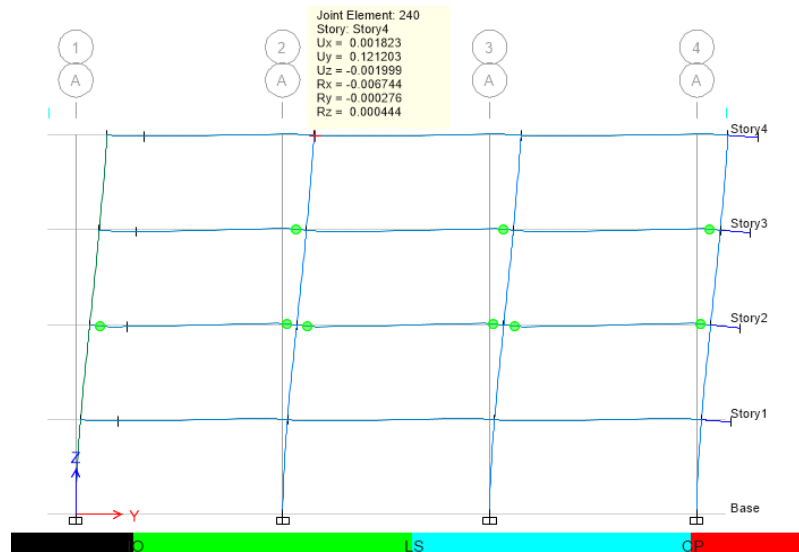 Joint Element: 240
Story: Story4
Ux = 0.001823
Uy = 0.121203
Uz = -0.001999
Rx = -0.006744
Ry = -0.000276
Rz = 0.000444
1 2 3 4
A A A A
Story4
Story3
Story2
Story1
Z
Y
Base
IO LS CP